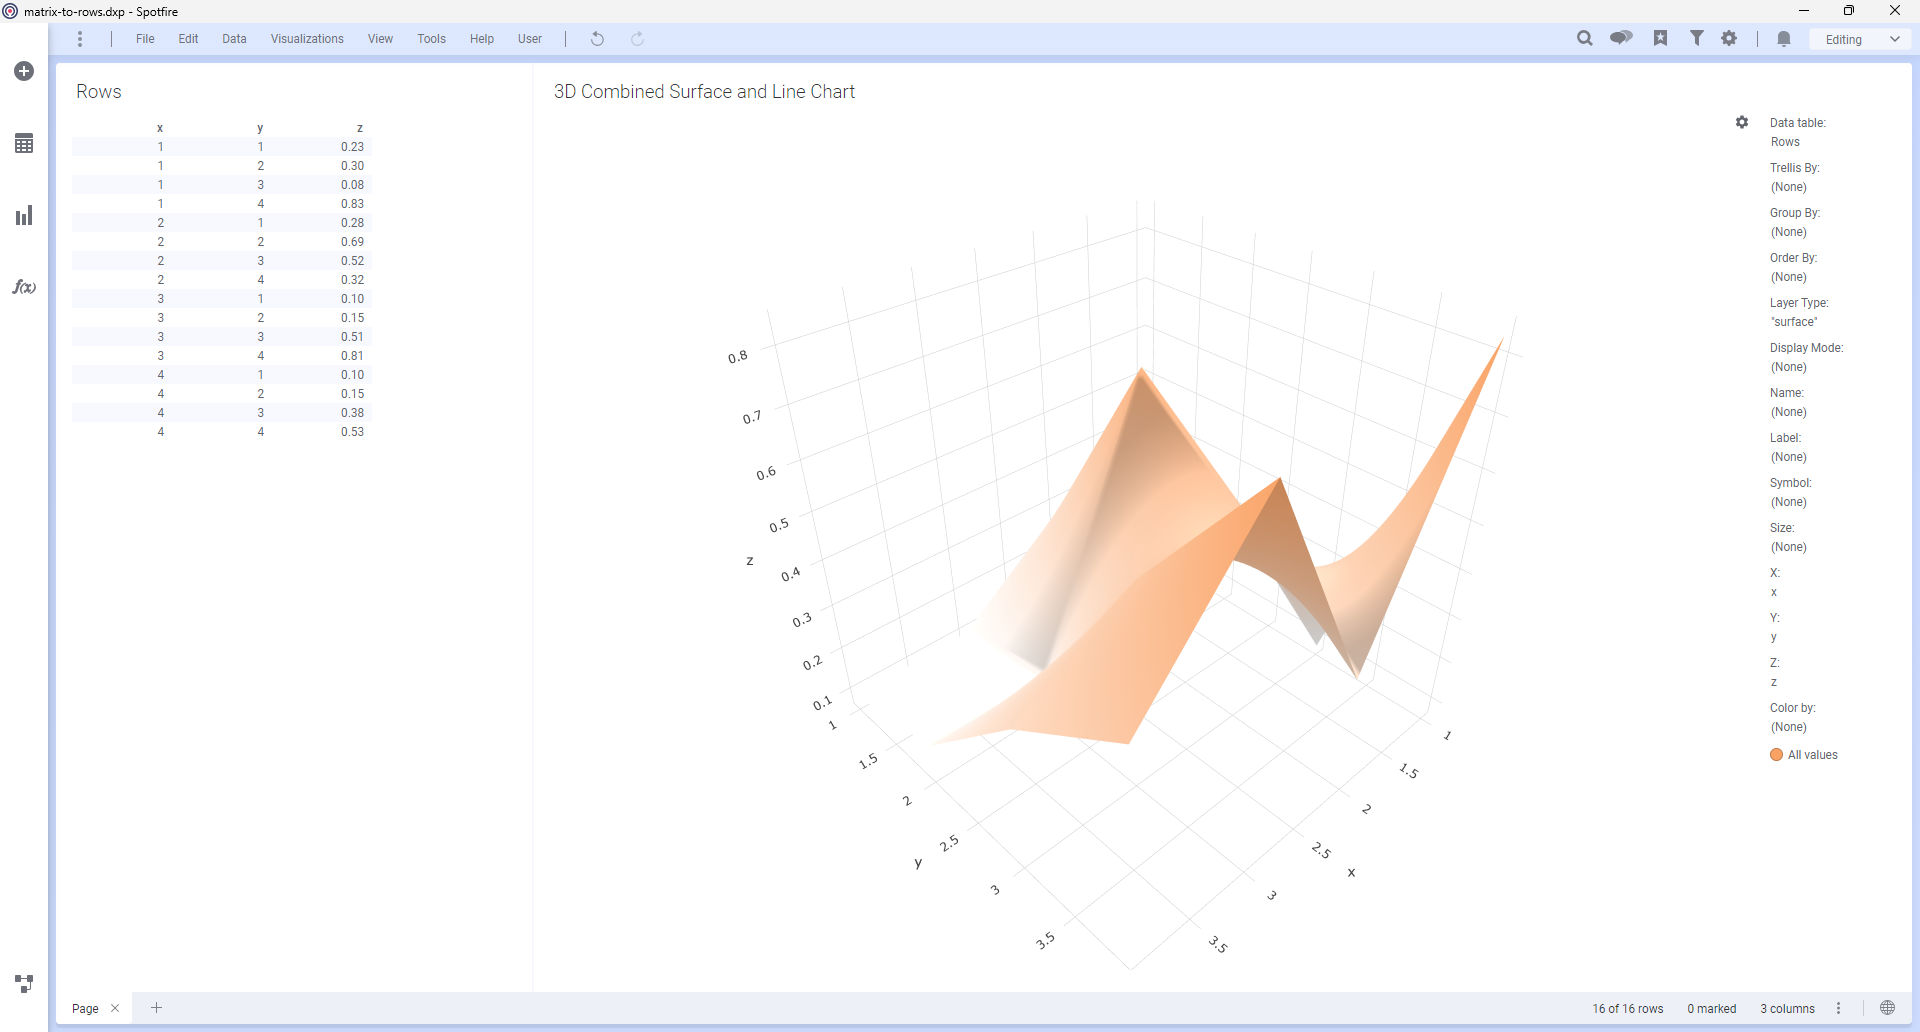 matrix-to-rows.dxp - Spotfire
File Edit Data Visualizations View Tools Help User
Editing
Rows
x y z
1 1 0.23
1 2 0.30
1 3 0.08
1 4 0.83
2 1 0.28
2 2 0.69
2 3 0.52
2 4 0.32
3 1 0.10
3 2 0.15
3 3 0.51
3 4 0.81
4 1 0.10
4 2 0.15
4 3 0.38
4 4 0.53
3D Combined Surface and Line Chart
0.8
0.7
0.6
0.5
0.4
0.3
0.2
0.1
z
1
1.5
2
2.5
3
3.5
y
1
1.5
2
2.5
3
3.5
x
Data table:
Rows
Trellis By:
(None)
Group By:
(None)
Order By:
(None)
Layer Type:
"surface"
Display Mode:
(None)
Name:
(None)
Label:
(None)
Symbol:
(None)
Size:
(None)
X:
x
Y:
y
Z:
z
Color by:
(None)
All values
f(x)
Page
16 of 16 rows 0 marked 3 columns